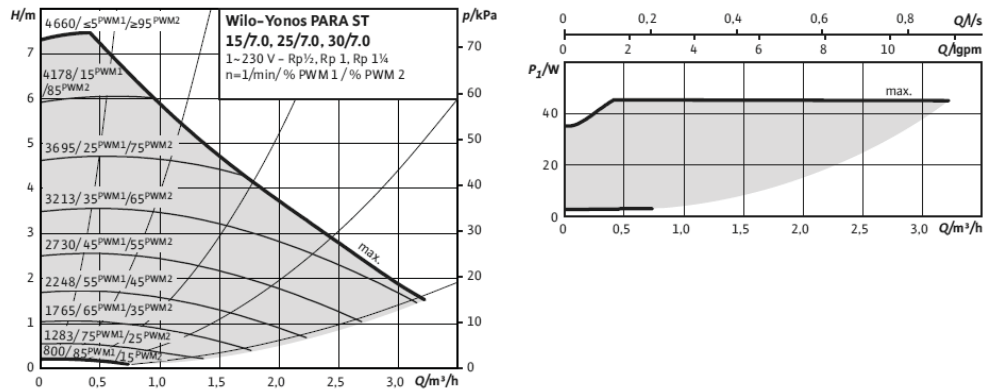 H/m
4660/≤5PWM1/≥95PWM2
7
4178/15PWM1
/85PWM2
6
5
3695/25PWM1/75PWM2
4
3213/35PWM1/65PWM2
3
2730/45PWM1/55PWM2
2
2248/55PWM1/45PWM2
1765/65PWM1/35PWM2
1
1283/75PWM1/25PWM2
800/85PWM1/15PWM2
0
max.
0 0,5 1,0 1,5 2,0 2,5 3,0 Q/m³/h
Wilo-Yonos PARA ST
15/7.0, 25/7.0, 30/7.0
1~230 V – Rp½, Rp 1, Rp 1¼
n=1/min/ % PWM 1 / % PWM 2
p/kPa
70
60
50
40
30
20
10
0
0 0,2 0,4 0,6 0,8 Q/l/s
0 2 4 6 8 10 Q/lgpm
P1/W
max.
40
20
0
0 0,5 1,0 1,5 2,0 2,5 3,0 Q/m³/h